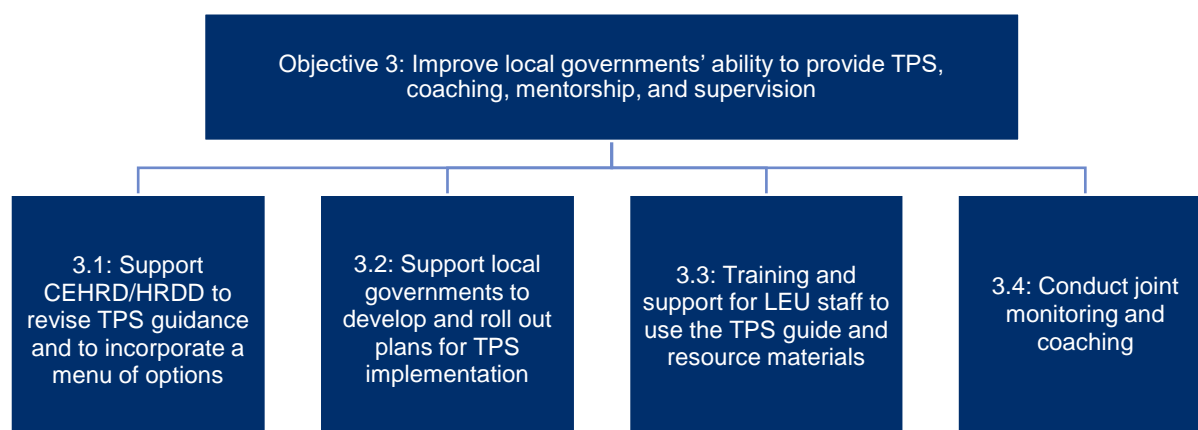 Objective 3: Improve local governments’ ability to provide TPS,
coaching, mentorship, and supervision
3.1: Support
CEHRD/HRDD to
revise TPS guidance
and to incorporate a
menu of options
3.2: Support local
governments to
develop and roll out
plans for TPS
implementation
3.3: Training and
support for LEU staff to
use the TPS guide and
resource materials
3.4: Conduct joint
monitoring and
coaching